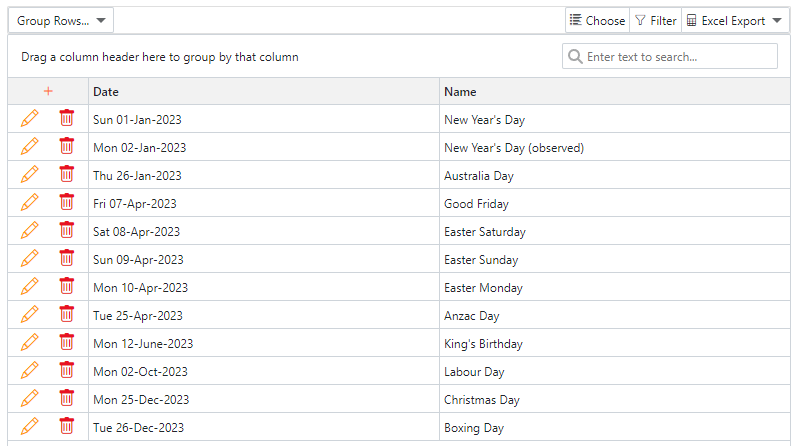 Group Rows... Choose Filter Excel Export
Drag a column header here to group by that column Enter text to search...
+ Date Name
Sun 01-Jan-2023 New Year's Day
Mon 02-Jan-2023 New Year's Day (observed)
Thu 26-Jan-2023 Australia Day
Fri 07-Apr-2023 Good Friday
Sat 08-Apr-2023 Easter Saturday
Sun 09-Apr-2023 Easter Sunday
Mon 10-Apr-2023 Easter Monday
Tue 25-Apr-2023 Anzac Day
Mon 12-June-2023 King's Birthday
Mon 02-Oct-2023 Labour Day
Mon 25-Dec-2023 Christmas Day
Tue 26-Dec-2023 Boxing Day